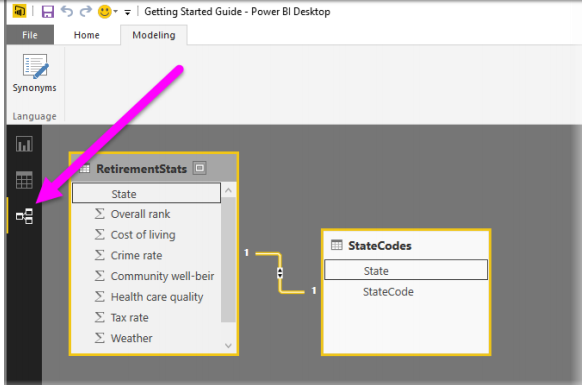 Getting Started Guide - Power BI Desktop
File Home Modeling
Synonyms
Language
RetirementStats
State
Overall rank
Cost of living
Crime rate
Community well-beir
Health care quality
Tax rate
Weather
1
1
StateCodes
State
StateCode